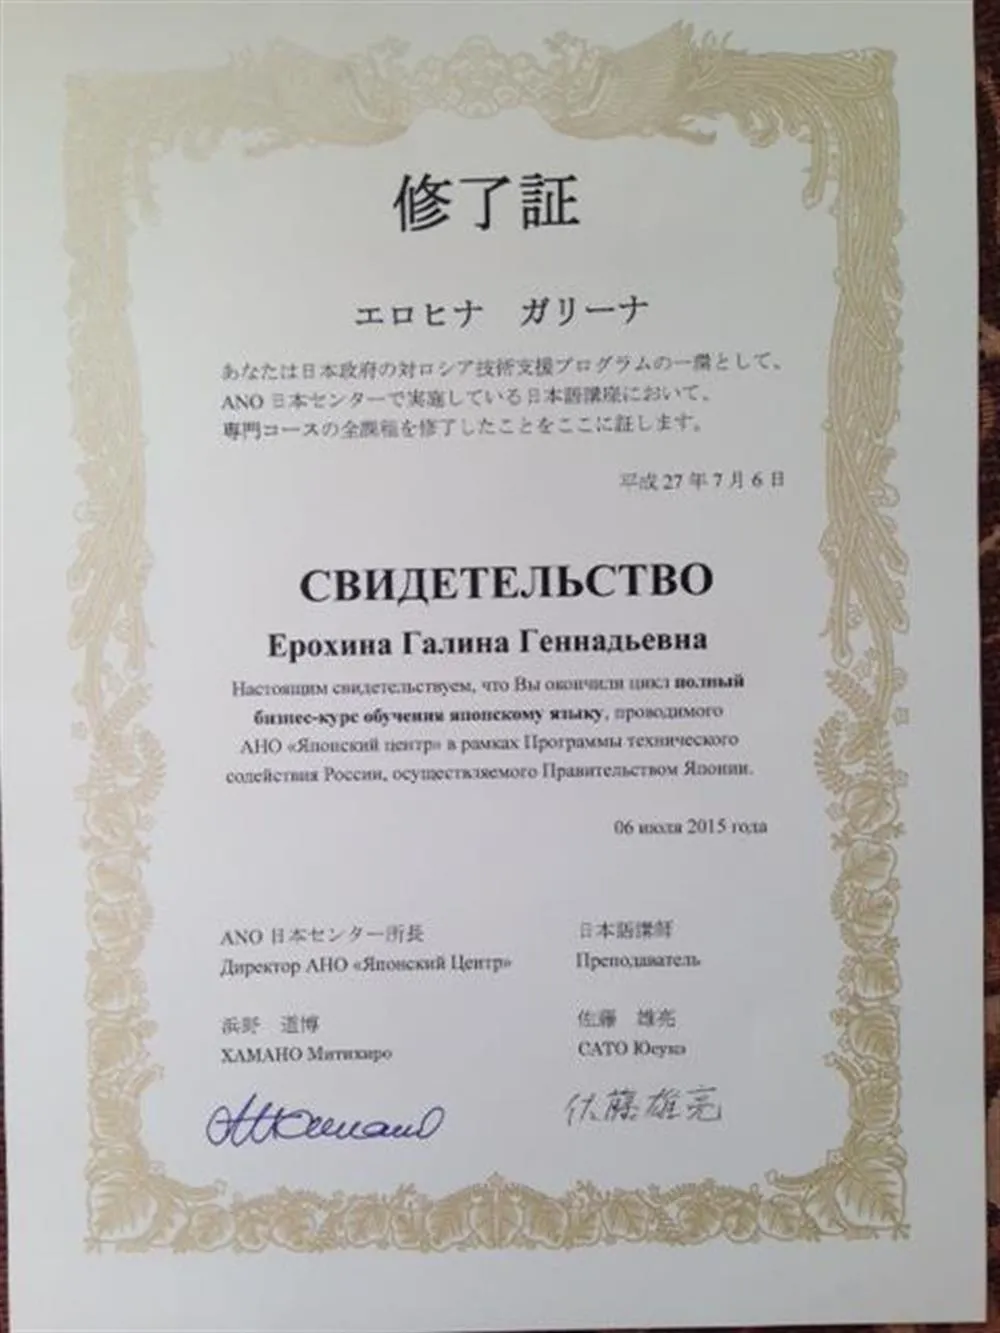 修了証
エロヒナ ガリーナ
あなたは日本政府の対ロシア技術支援プログラムの一環として、
ANO 日本センターで実施している日本語講座において、
専門コースの全課程を修了したことをここに証します。
平成 27 年 7 月 6 日
СВИДЕТЕЛЬСТВО
Ерохина Галина Геннадьевна
Настоящим свидетельствуем, что Вы окончили цикл полный
бизнес-курс обучения японскому языку, проводимого
АНО «Японский центр» в рамках Программы технического
содействия России, осуществляемого Правительством Японии.
06 июля 2015 года
ANO 日本センター所長 日本語講師
Директор АНО «Японский Центр» Преподаватель
浜野 道博 佐藤 雄亮
ХАМАНО Митихиро САТО Юсукэ
佐藤雄亮